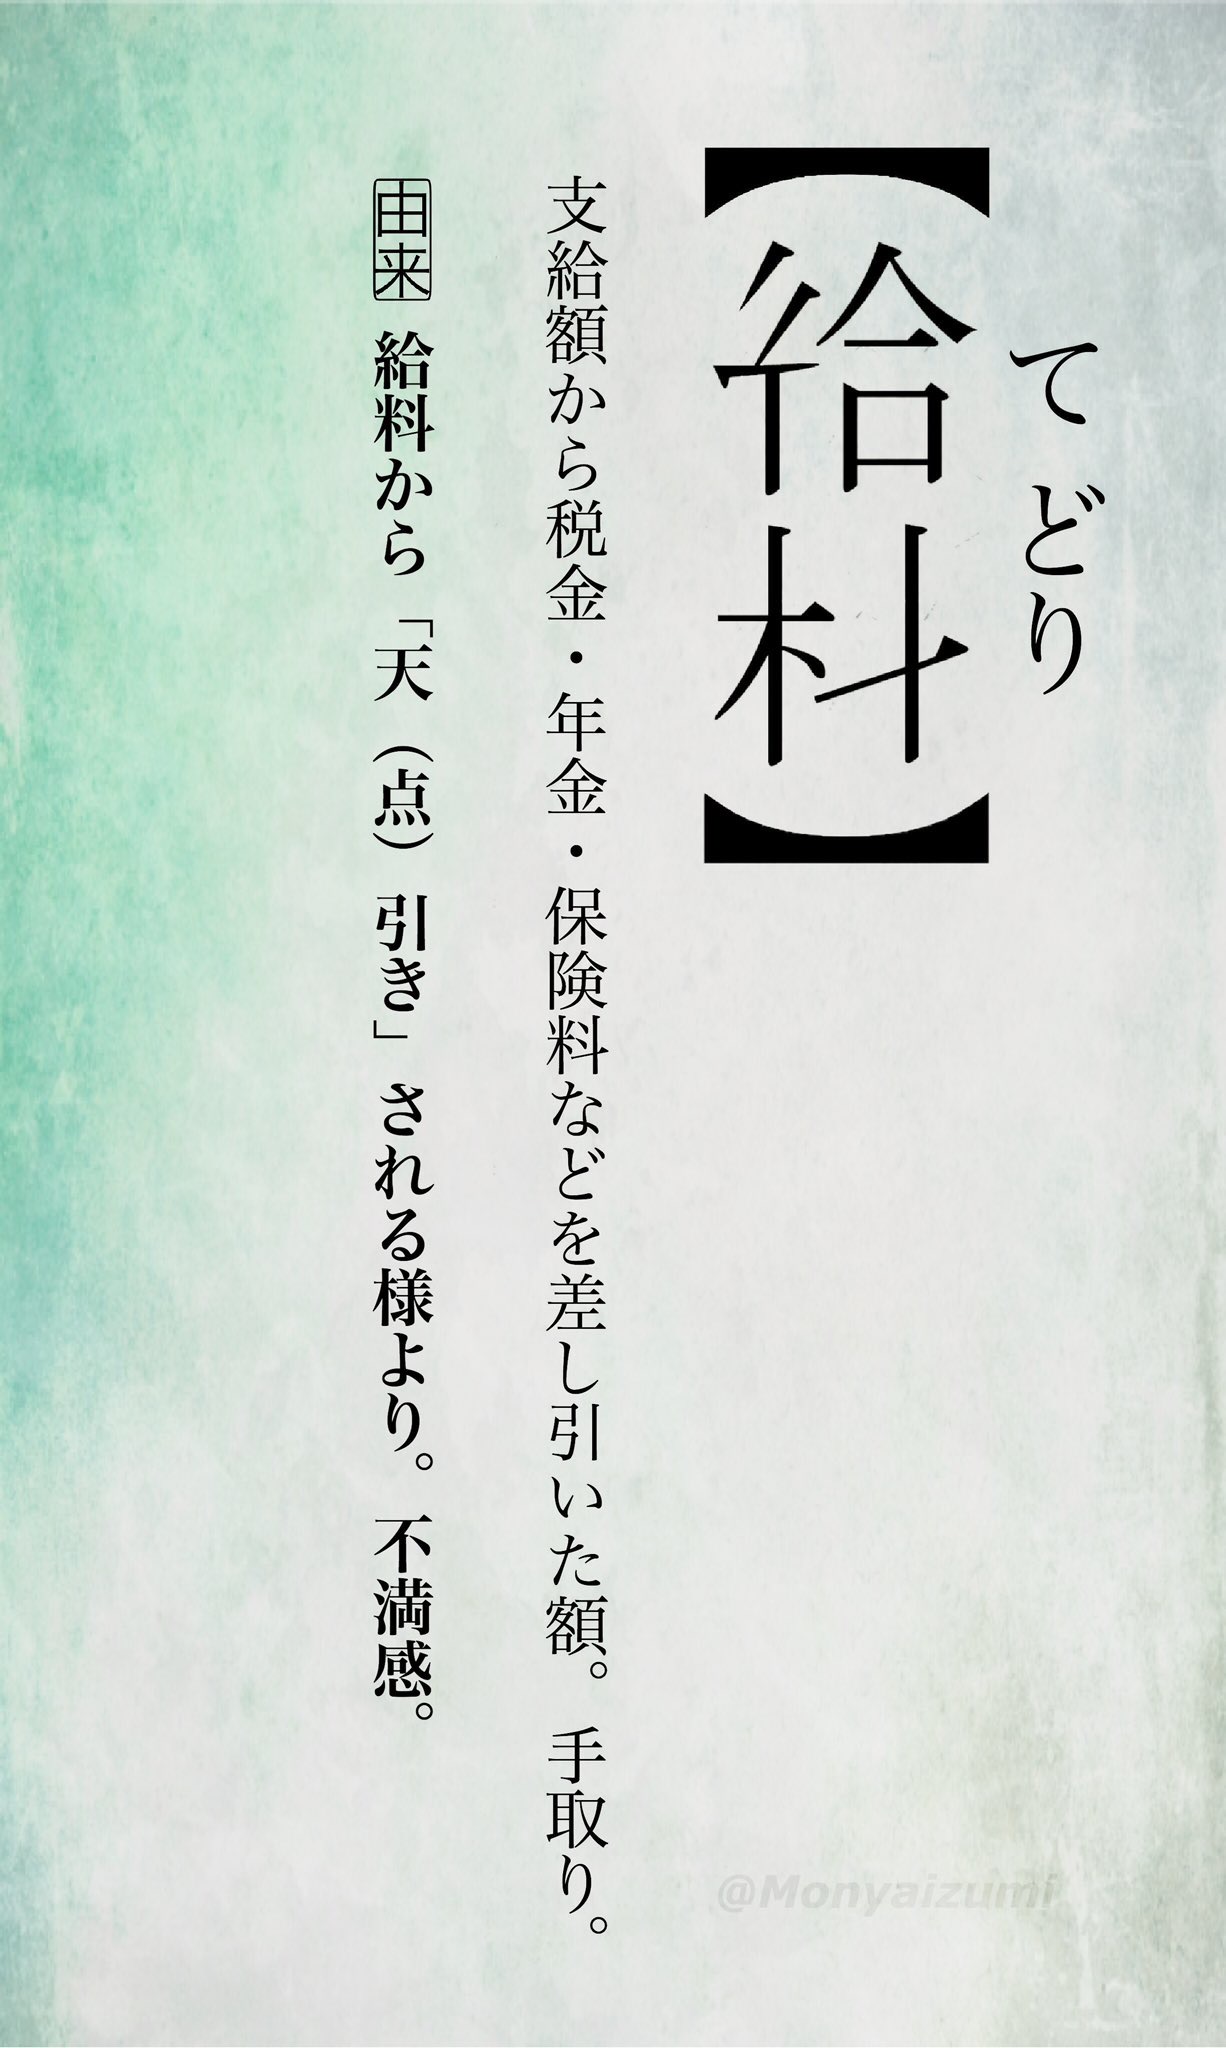 てどり
【給料】
支給額から税金・年金・保険料などを差し引いた額。手取り。
由来 給料から「天（点）引き」される様より。不満感。
@Monyaizumi